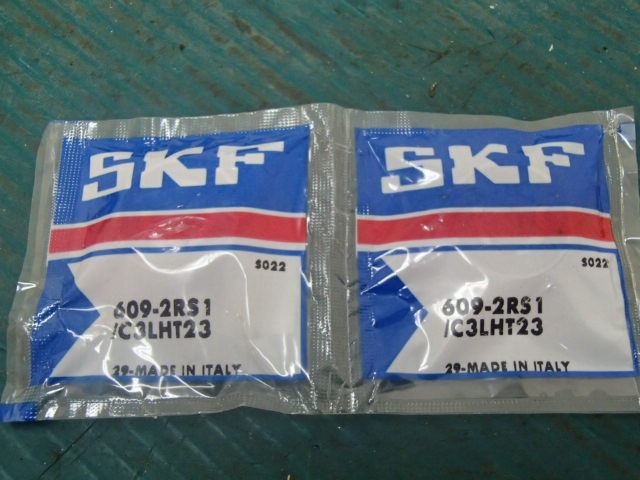 SKF
S022
609-2RS1
/C3LHT23
29-MADE IN ITALY
SKF
S022
609-2RS1
/C3LHT23
29-MADE IN ITALY